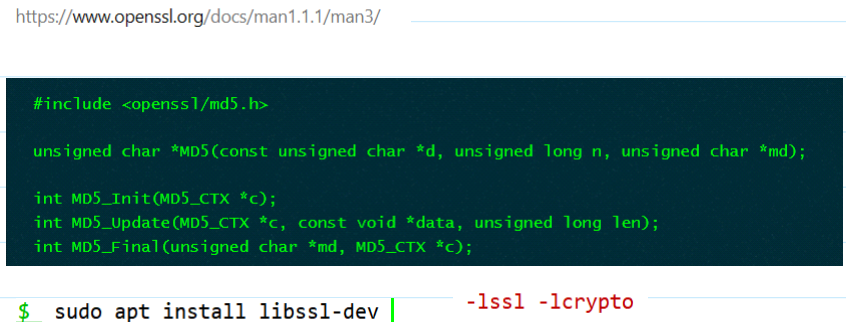 https://www.openssl.org/docs/man1.1.1/man3/
#include <openssl/md5.h>
unsigned char *MD5(const unsigned char *d, unsigned long n, unsigned char *md);
int MD5_Init(MD5_CTX *c);
int MD5_Update(MD5_CTX *c, const void *data, unsigned long len);
int MD5_Final(unsigned char *md, MD5_CTX *c);
$ sudo apt install libssl-dev
-lssl -lcrypto